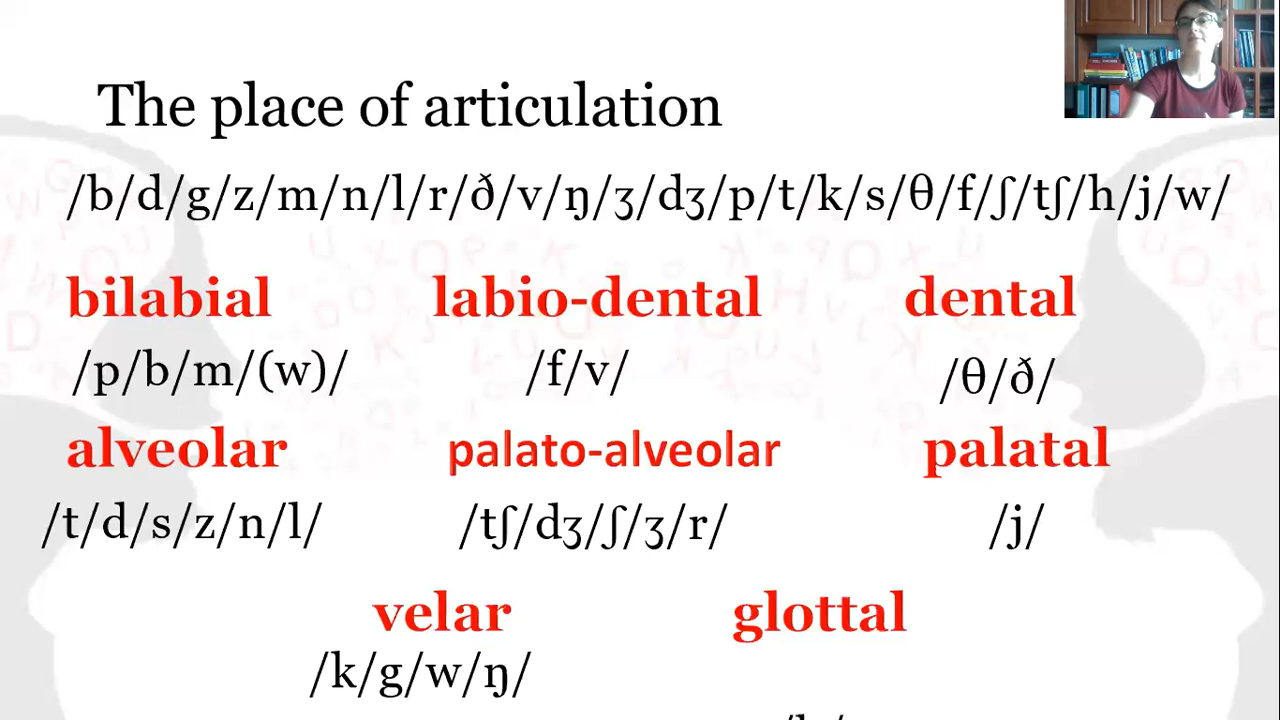 The place of articulation
/b/d/g/z/m/n/l/r/ð/v/ŋ/ʒ/dʒ/p/t/k/s/θ/f/ʃ/tʃ/h/j/w/
bilabial labio-dental dental
/p/b/m/(w)/ /f/v/ /θ/ð/
alveolar palato-alveolar palatal
/t/d/s/z/n/l/ /tʃ/dʒ/ʃ/ʒ/r/ /j/
velar glottal
/k/g/w/ŋ/